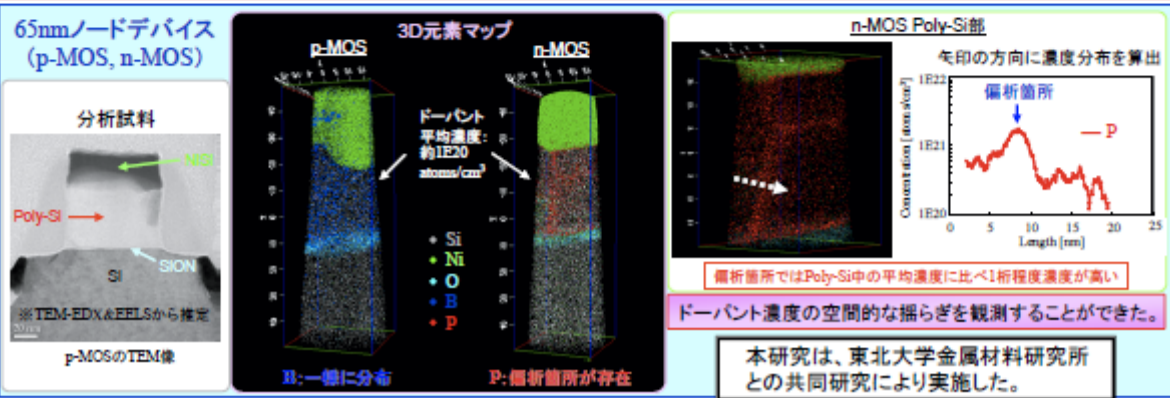 65nmノードデバイス
(p-MOS, n-MOS)
分析試料
NiSi
Poly-Si
SiON
Si
※TEM-EDX&EELSから推定
20 nm
p-MOSのTEM像
3D元素マップ
p-MOS
n-MOS
ドーパント
平均濃度:
約1E20
atoms/cm³
Si
Ni
O
B
P
B:一様に分布
P:偏析箇所が存在
n-MOS Poly-Si部
矢印の方向に濃度分布を算出
Concentration [atoms/cm³]
1E22
1E21
1E20
偏析箇所
P
0 5 10 15 20 25
Length [nm]
偏析箇所ではPoly-Si中の平均濃度に比べ1桁程度濃度が高い
ドーパント濃度の空間的な揺らぎを観測することができた。
本研究は、東北大学金属材料研究所
との共同研究により実施した。